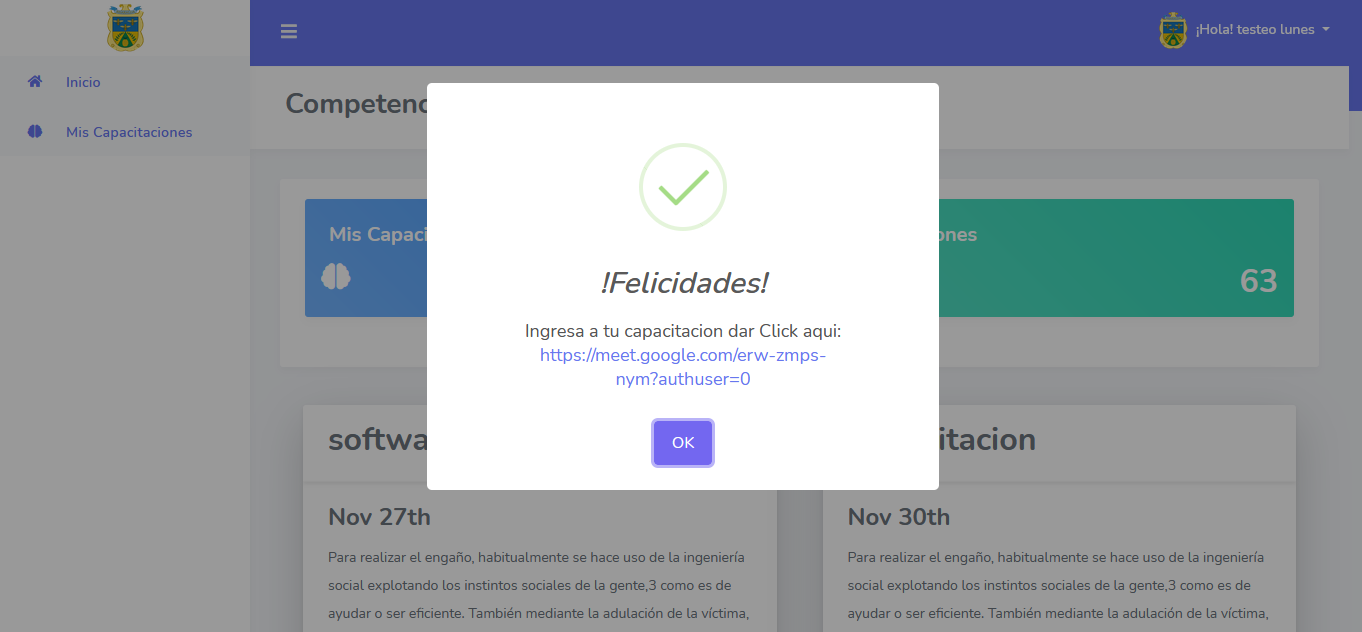 ¡Hola! testeo lunes
Inicio
Mis Capacitaciones
Competenc
Mis Capaci
ones
63
!Felicidades!
Ingresa a tu capacitacion dar Click aqui:
https://meet.google.com/erw-zmps-
nym?authuser=0
OK
softwa
itacion
Nov 27th
Para realizar el engaño, habitualmente se hace uso de la ingeniería
social explotando los instintos sociales de la gente,3 como es de
ayudar o ser eficiente. También mediante la adulación de la víctima,
Nov 30th
Para realizar el engaño, habitualmente se hace uso de la ingeniería
social explotando los instintos sociales de la gente,3 como es de
ayudar o ser eficiente. También mediante la adulación de la víctima,